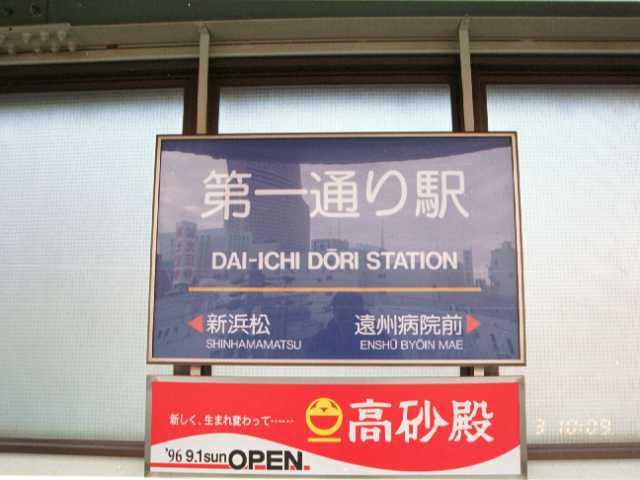 第一通り駅
DAI-ICHI DŌRI STATION
新浜松 遠州病院前
SHINHAMAMATSU ENSHŪ BYŌIN MAE
新しく、生まれ変わって…… 高砂殿
'96 9.1sun OPEN.
3 10:09